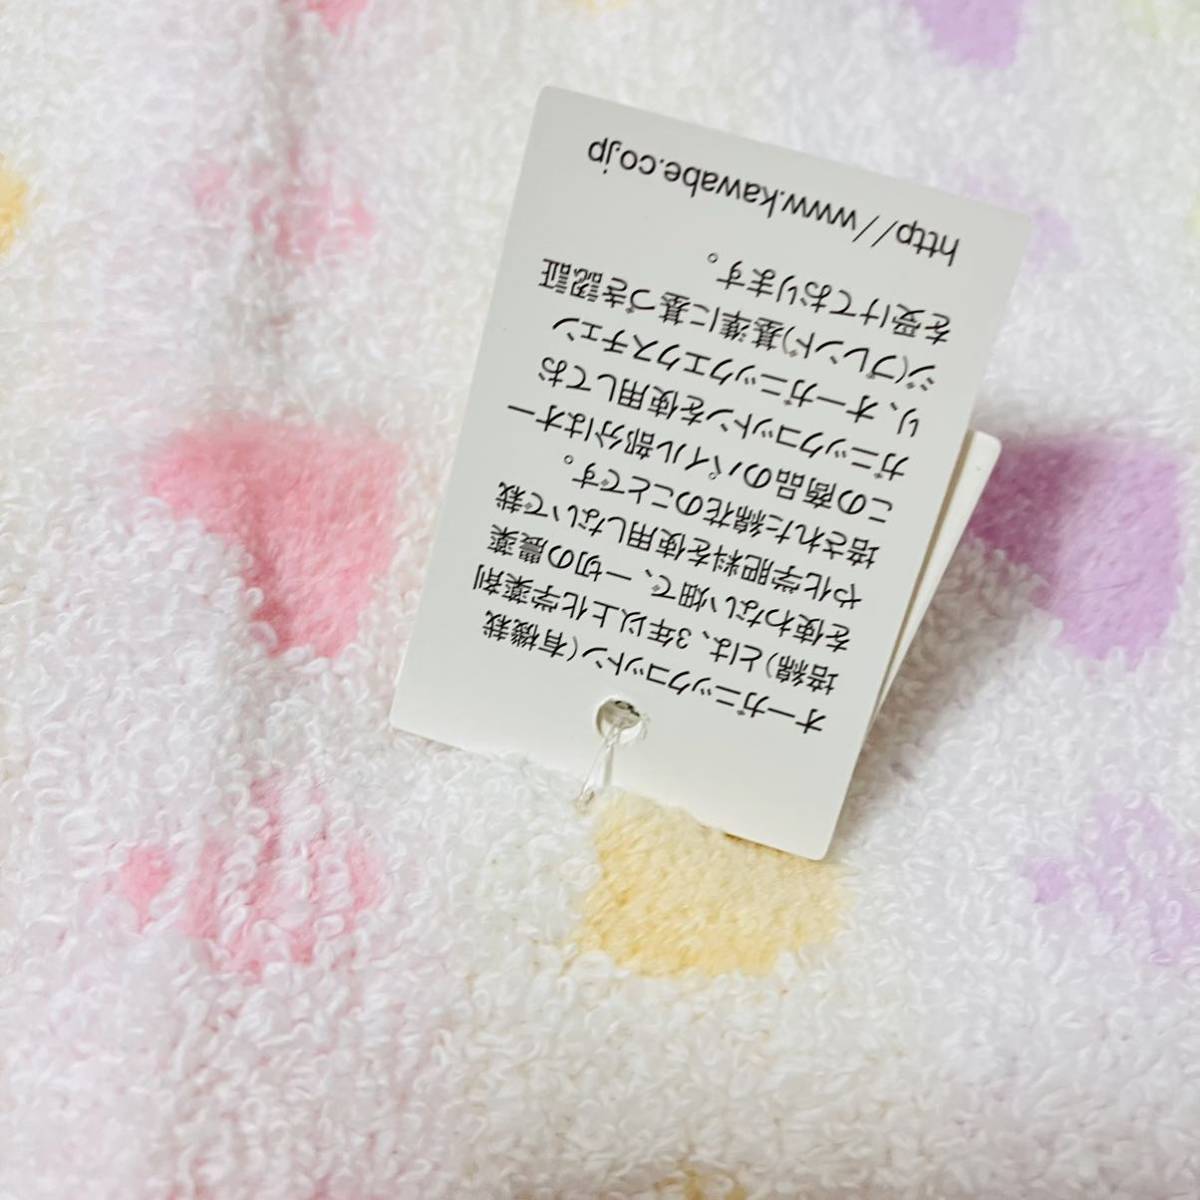 オーガニックコットン(有機栽
培綿)とは、3年以上化学薬剤
を使わない畑で、一切の農薬
や化学肥料を使用しないで栽
培された綿花のことです。
この商品のパイル部分はオー
ガニックコットンを使用してお
り、オーガニックエクスチェン
ジ(ブレンド)基準に基づき認証
を受けております。
http//www.kawabe.co.jp